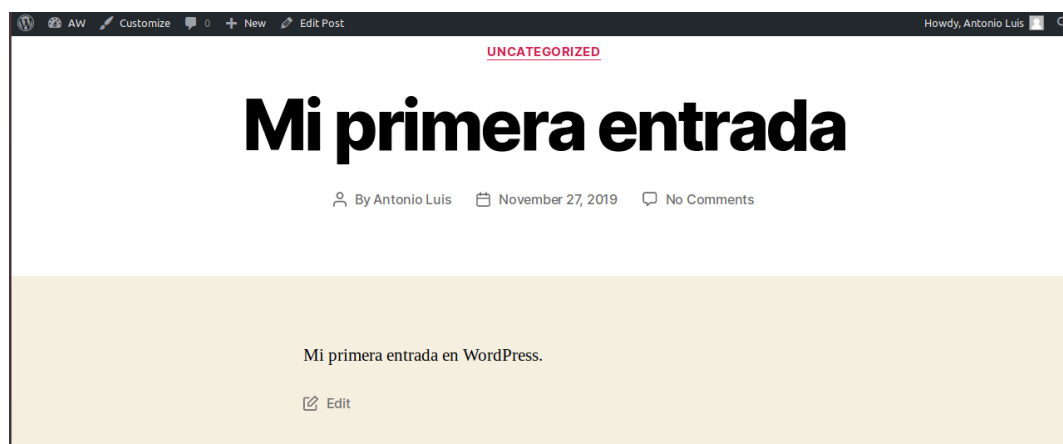 AW Customize 0 New Edit Post Howdy, Antonio Luis
UNCATEGORIZED
Mi primera entrada
By Antonio Luis November 27, 2019 No Comments
Mi primera entrada en WordPress.
Edit